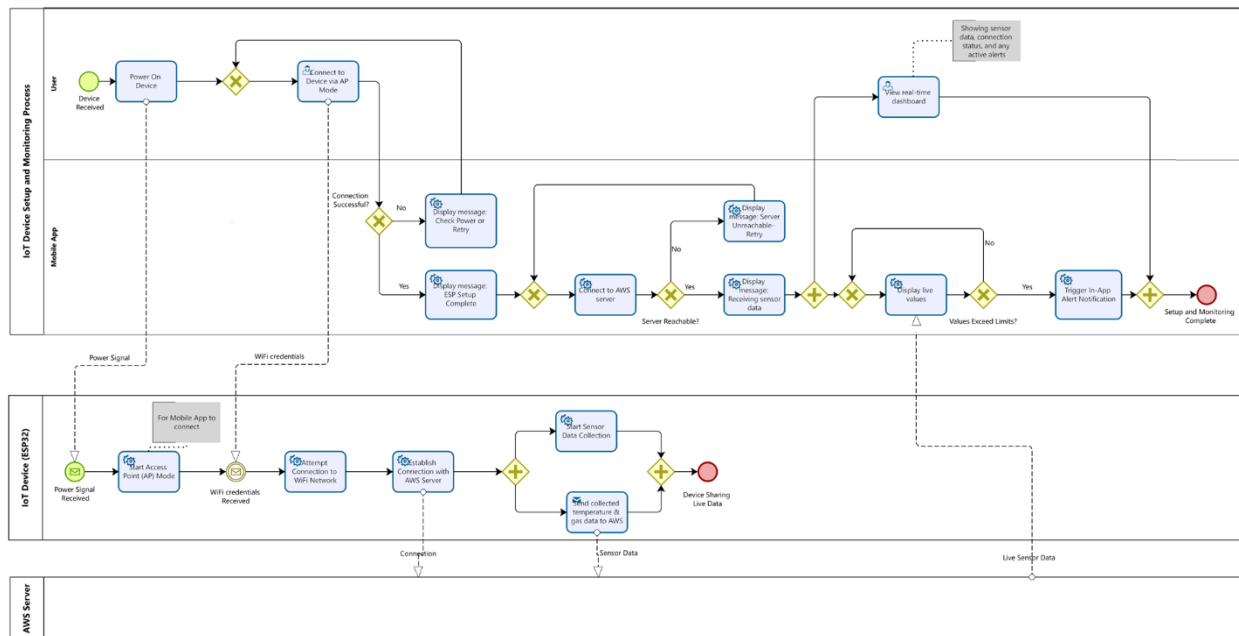 IoT Device Setup and Monitoring Process
User
Device
Received
Power On
Device
Connect to
Device via AP
Mode
Showing sensor
data, connection
status, and any
active alerts
View real-time
dashboard
Mobile App
Connection
Successful?
No
Display message:
Check Power or
Retry
Yes
Display message:
ESP Setup
Complete
Connect to AWS
server
Server Reachable?
No
Display
message: Server
Unreachable-
Retry
Yes
Display
message:
Receiving sensor
data
Display live
values
No
Values Exceed Limits?
Yes
Trigger In-App
Alert Notification
Setup and Monitoring
Complete
Power Signal
WiFi credentials
IoT Device (ESP32)
Power Signal
Received
For Mobile App to
connect
Start Access
Point (AP) Mode
WiFi credentials
Received
Attempt
Connection to
WiFi Network
Establish
Connection with
AWS Server
Start Sensor
Data Collection
Send collected
temperature &
gas data to AWS
Device Sharing
Live Data
Connection
Sensor Data
Live Sensor Data
AWS Server